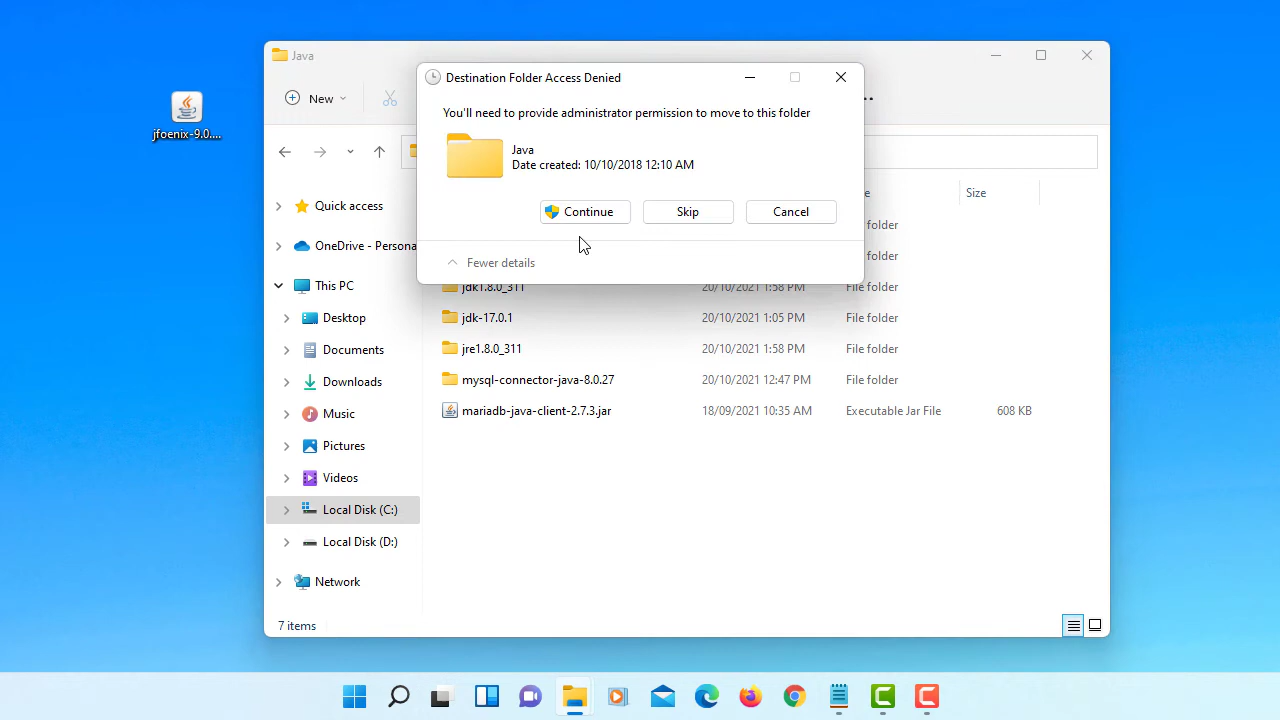 Java
Destination Folder Access Denied
You'll need to provide administrator permission to move to this folder
Java
Date created: 10/10/2018 12:10 AM
Continue
Skip
Cancel
Fewer details
jfoenix-9.0....
New
Size
Quick access
OneDrive - Persona
This PC
Desktop
Documents
Downloads
Music
Pictures
Videos
Local Disk (C:)
Local Disk (D:)
Network
jdk1.8.0_311 20/10/2021 1:58 PM File folder
jdk-17.0.1 20/10/2021 1:05 PM File folder
jre1.8.0_311 20/10/2021 1:58 PM File folder
mysql-connector-java-8.0.27 20/10/2021 12:47 PM File folder
mariadb-java-client-2.7.3.jar 18/09/2021 10:35 AM Executable Jar File 608 KB
7 items